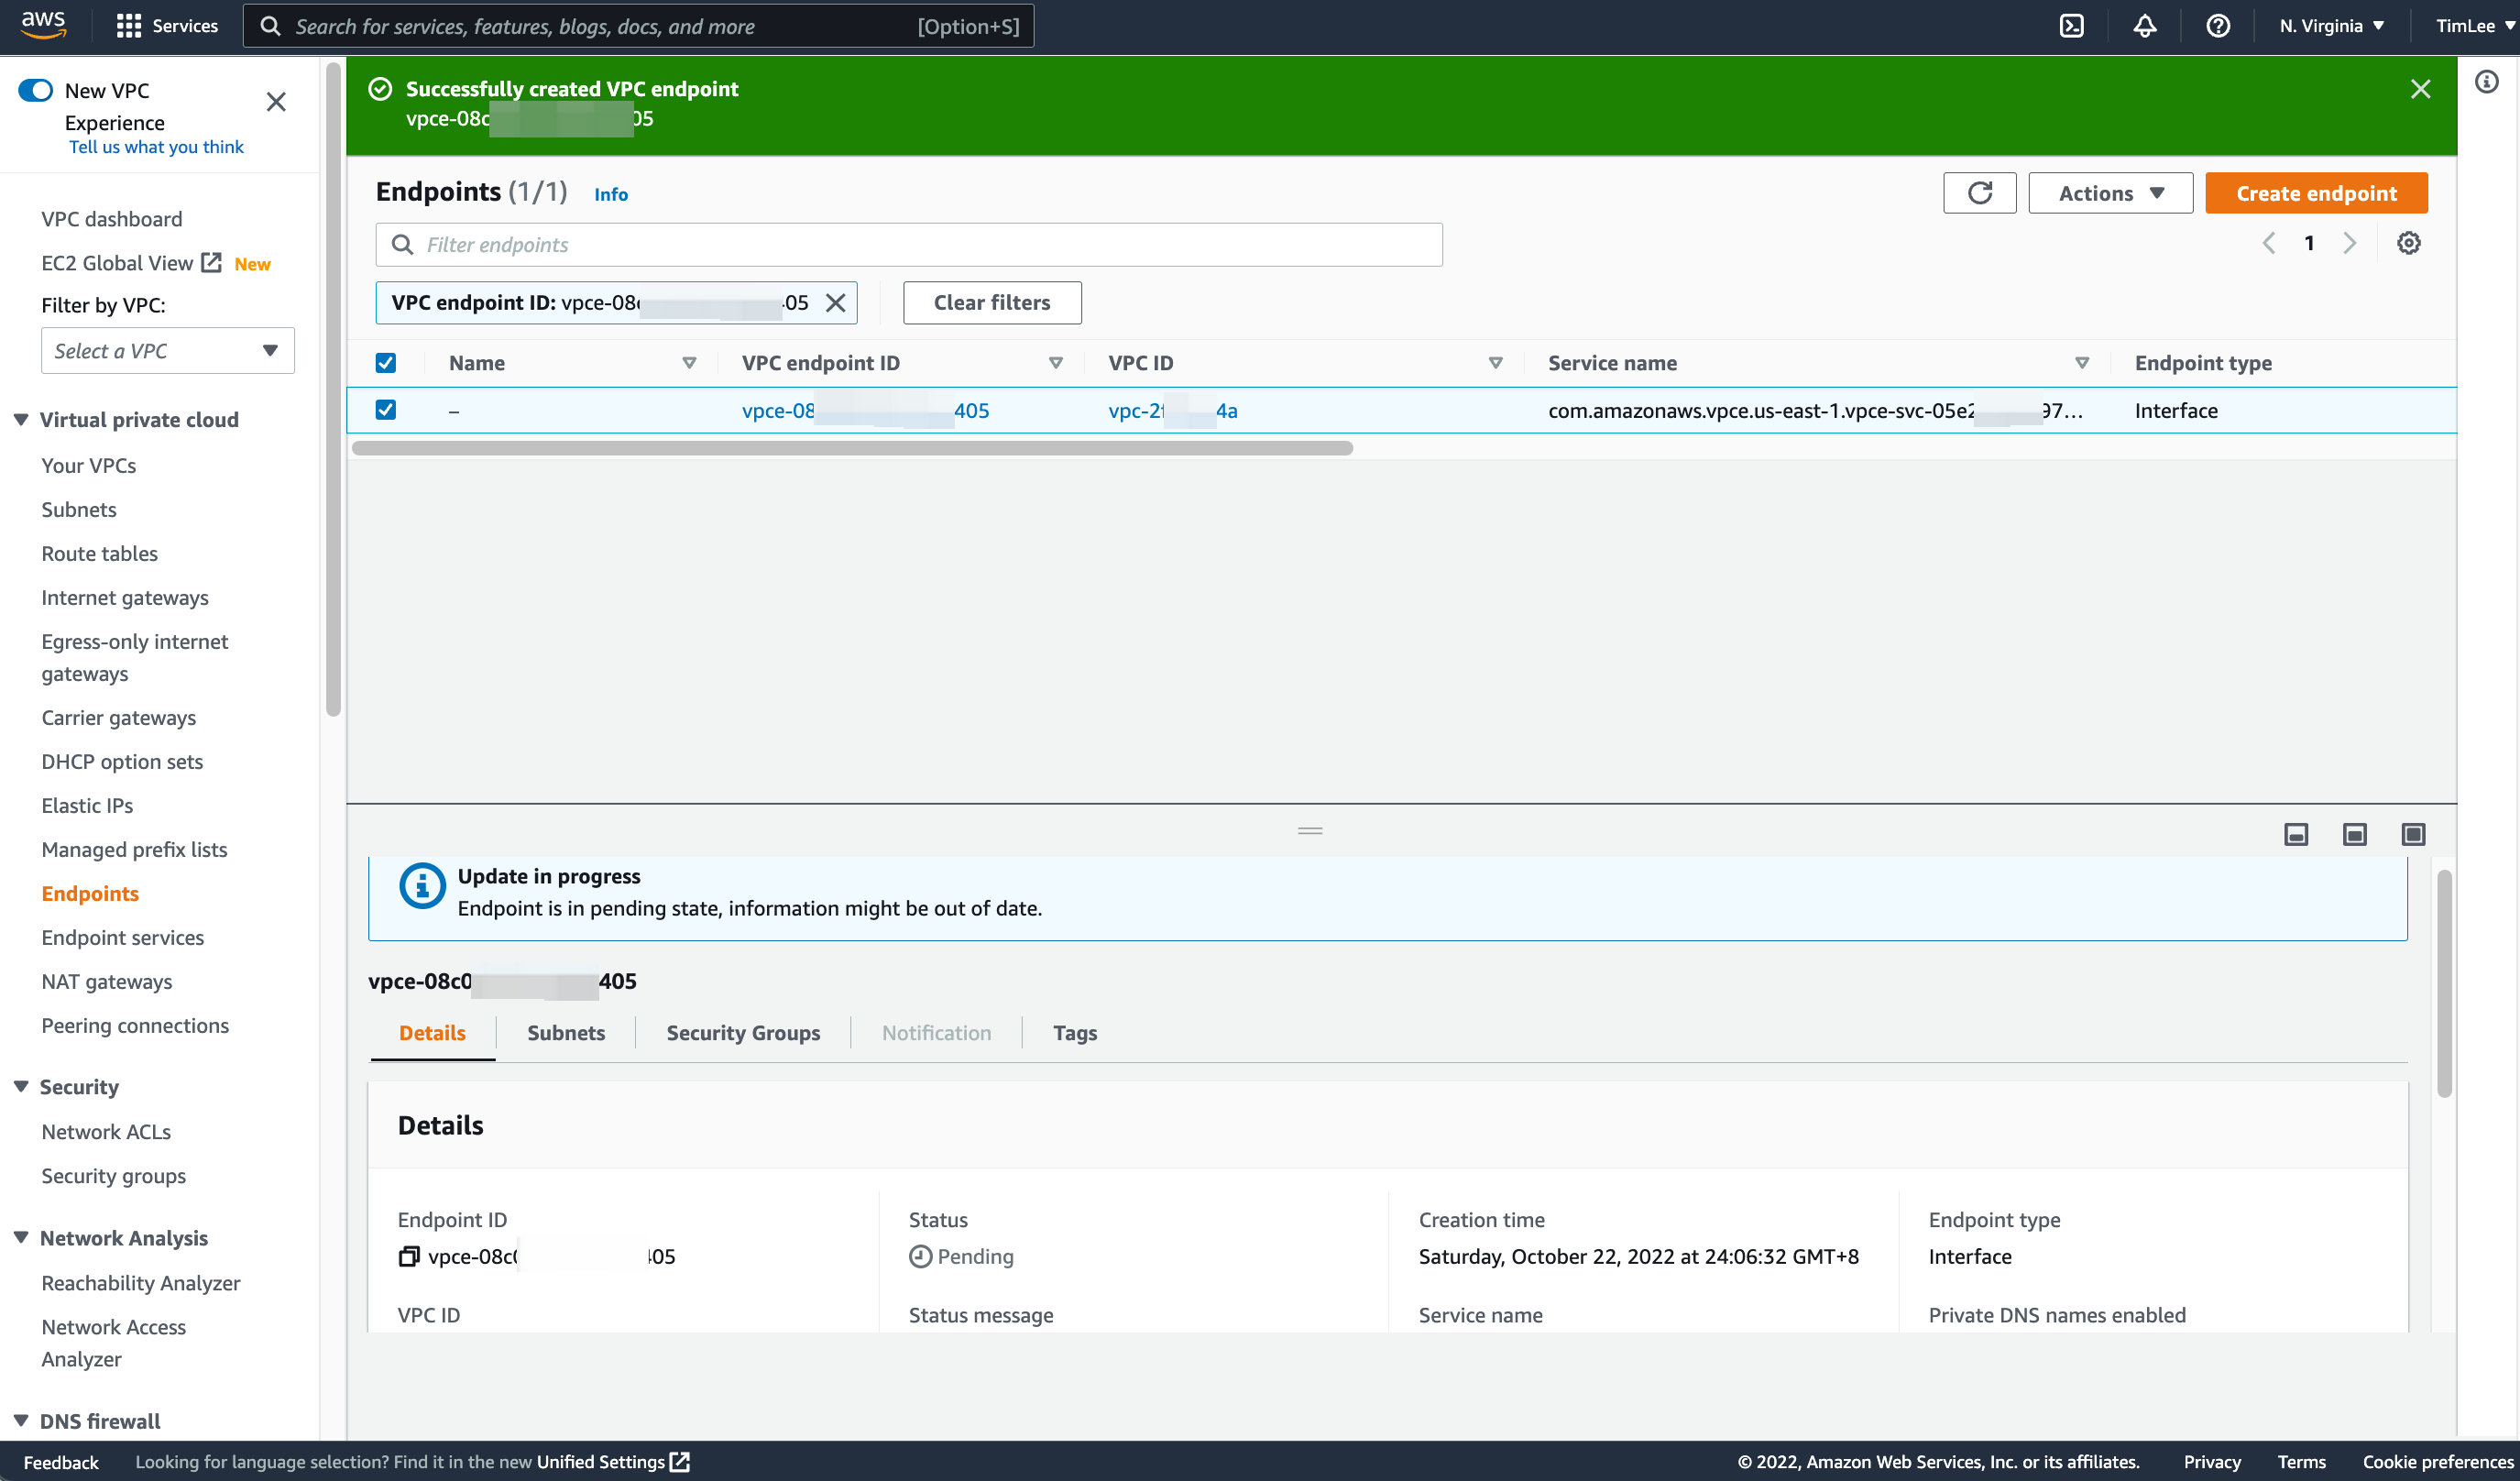 aws
Services
Search for services, features, blogs, docs, and more
[Option+S]
N. Virginia
TimLee
New VPC
Experience
Tell us what you think
VPC dashboard
EC2 Global View New
Filter by VPC:
Select a VPC
Virtual private cloud
Your VPCs
Subnets
Route tables
Internet gateways
Egress-only internet
gateways
Carrier gateways
DHCP option sets
Elastic IPs
Managed prefix lists
Endpoints
Endpoint services
NAT gateways
Peering connections
Security
Network ACLs
Security groups
Network Analysis
Reachability Analyzer
Network Access
Analyzer
DNS firewall
Successfully created VPC endpoint
vpce-08c 05
Endpoints (1/1) Info
Actions
Create endpoint
Filter endpoints
1
VPC endpoint ID: vpce-08 05
Clear filters
Name
VPC endpoint ID
VPC ID
Service name
Endpoint type
–
vpce-08 405
vpc-2f 4a
com.amazonaws.vpce.us-east-1.vpce-svc-05e2 97...
Interface
Update in progress
Endpoint is in pending state, information might be out of date.
vpce-08c0 405
Details
Subnets
Security Groups
Notification
Tags
Details
Endpoint ID
vpce-08c 405
Status
Pending
Creation time
Saturday, October 22, 2022 at 24:06:32 GMT+8
Endpoint type
Interface
VPC ID
Status message
Service name
Private DNS names enabled
Feedback
Looking for language selection? Find it in the new Unified Settings
© 2022, Amazon Web Services, Inc. or its affiliates.
Privacy
Terms
Cookie preferences